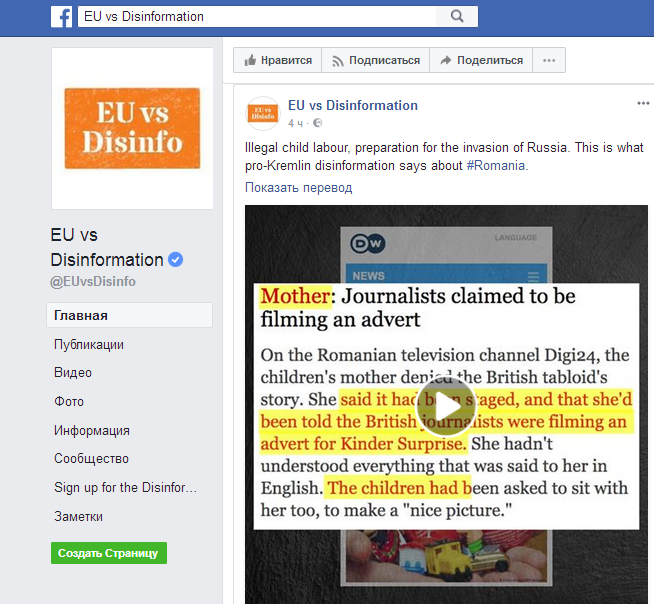 EU vs Disinformation
EU vs
Disinfo
EU vs
Disinformation
@EUvsDisinfo
Главная
Публикации
Видео
Фото
Информация
Сообщество
Sign up for the Disinfor...
Заметки
Создать Страницу
Нравится
Подписаться
Поделиться
EU vs
Disinfo
EU vs Disinformation
4 ч ·
Illegal child labour, preparation for the invasion of Russia. This is what
pro-Kremlin disinformation says about #Romania.
Показать перевод
DW
LANGUAGE
NEWS
Mother: Journalists claimed to be
filming an advert
On the Romanian television channel Digi24, the
children's mother denied the British tabloid's
story. She said it had been staged, and that she'd
been told the British journalists were filming an
advert for Kinder Surprise. She hadn't
understood everything that was said to her in
English. The children had been asked to sit with
her too, to make a "nice picture."